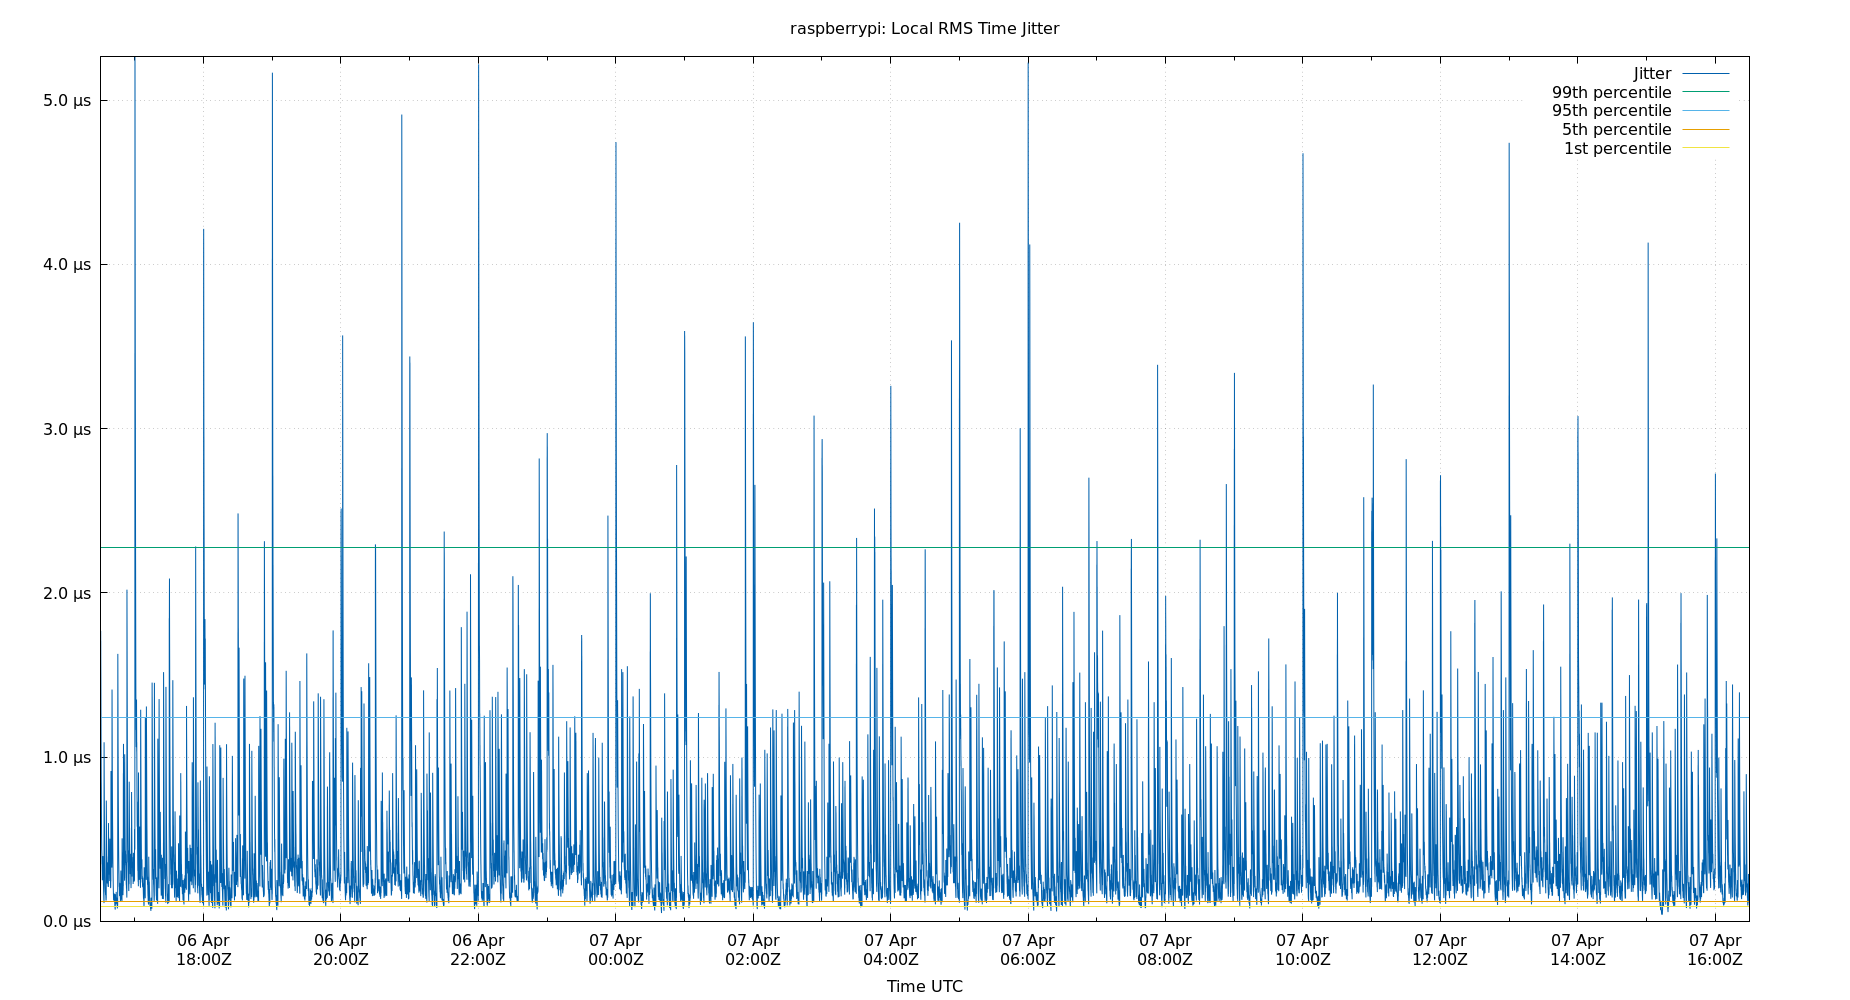 raspberrypi: Local RMS Time Jitter
Jitter
99th percentile
95th percentile
5th percentile
1st percentile
5.0 µs
4.0 µs
3.0 µs
2.0 µs
1.0 µs
0.0 µs
06 Apr
18:00Z
06 Apr
20:00Z
06 Apr
22:00Z
07 Apr
00:00Z
07 Apr
02:00Z
07 Apr
04:00Z
07 Apr
06:00Z
07 Apr
08:00Z
07 Apr
10:00Z
07 Apr
12:00Z
07 Apr
14:00Z
07 Apr
16:00Z
Time UTC